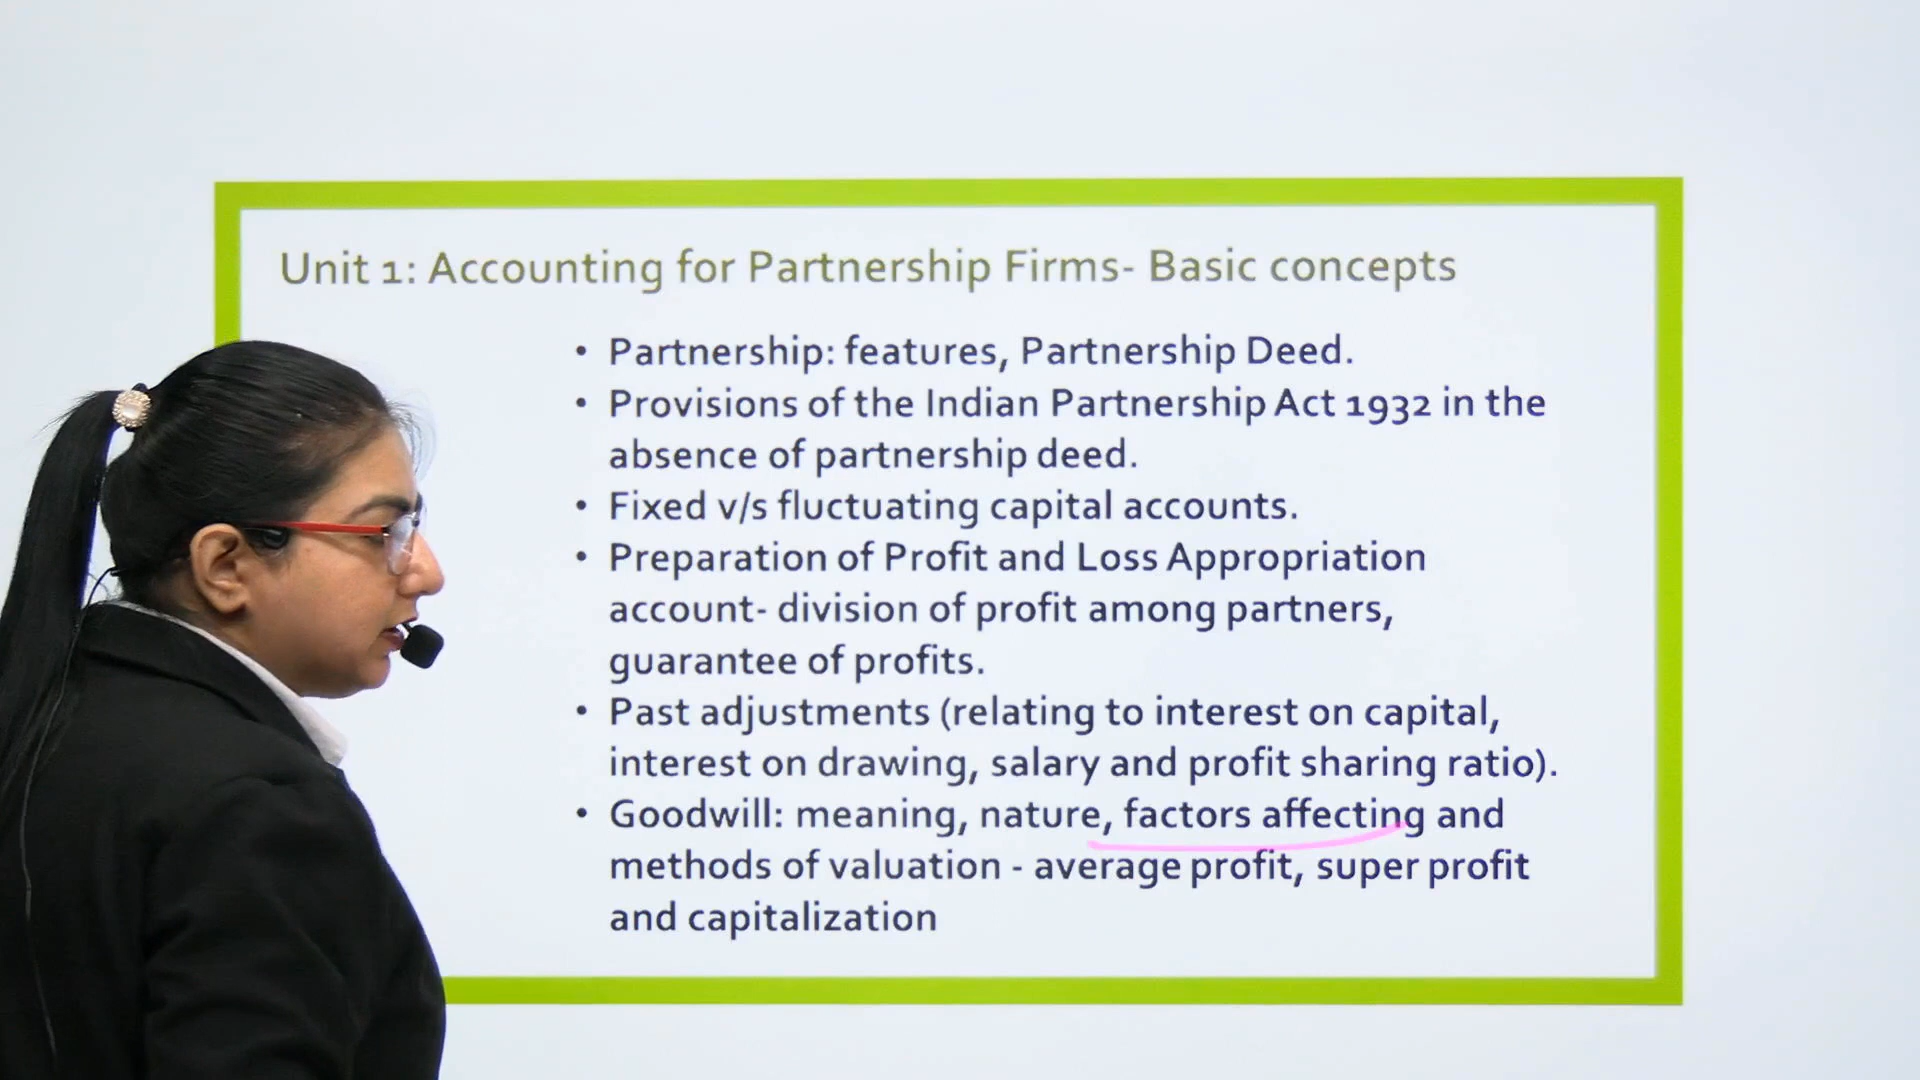 Unit 1: Accounting for Partnership Firms- Basic concepts
• Partnership: features, Partnership Deed.
• Provisions of the Indian Partnership Act 1932 in the
absence of partnership deed.
• Fixed v/s fluctuating capital accounts.
• Preparation of Profit and Loss Appropriation
account- division of profit among partners,
guarantee of profits.
• Past adjustments (relating to interest on capital,
interest on drawing, salary and profit sharing ratio).
• Goodwill: meaning, nature, factors affecting and
methods of valuation - average profit, super profit
and capitalization